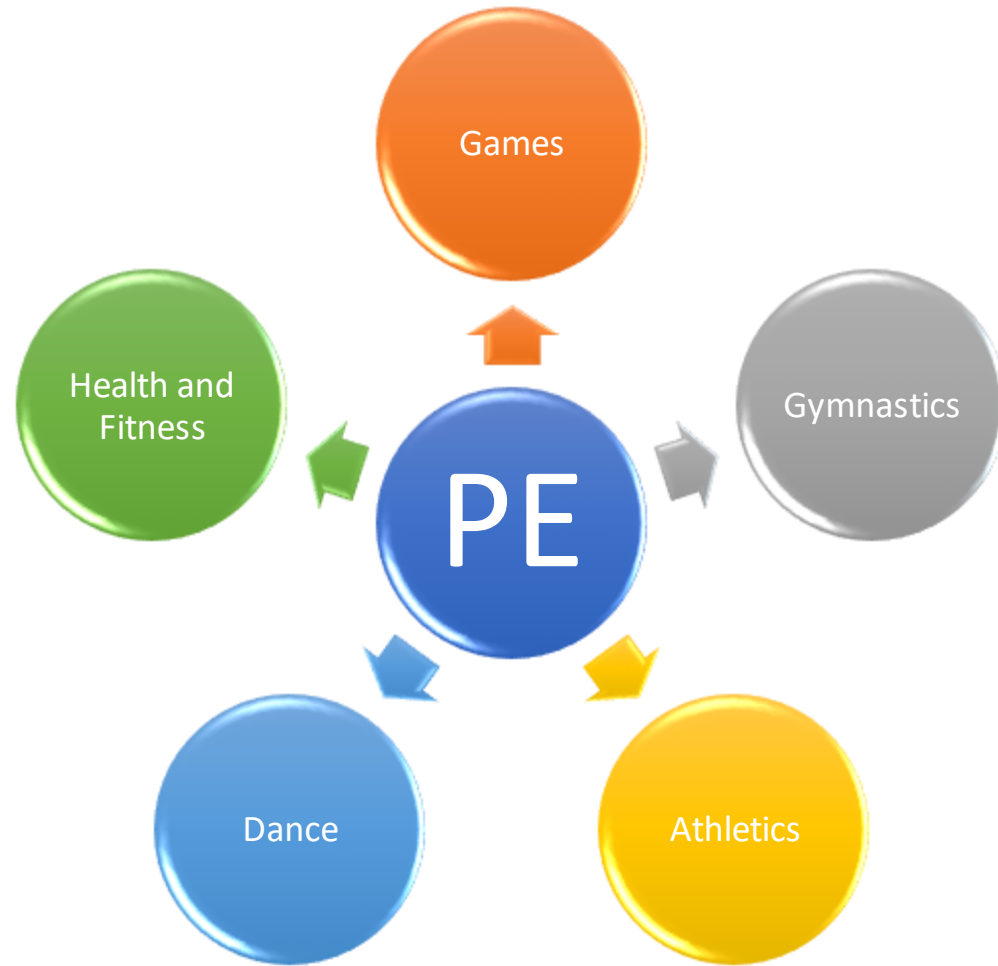 Games
Health and
Fitness
Gymnastics
PE
Dance
Athletics